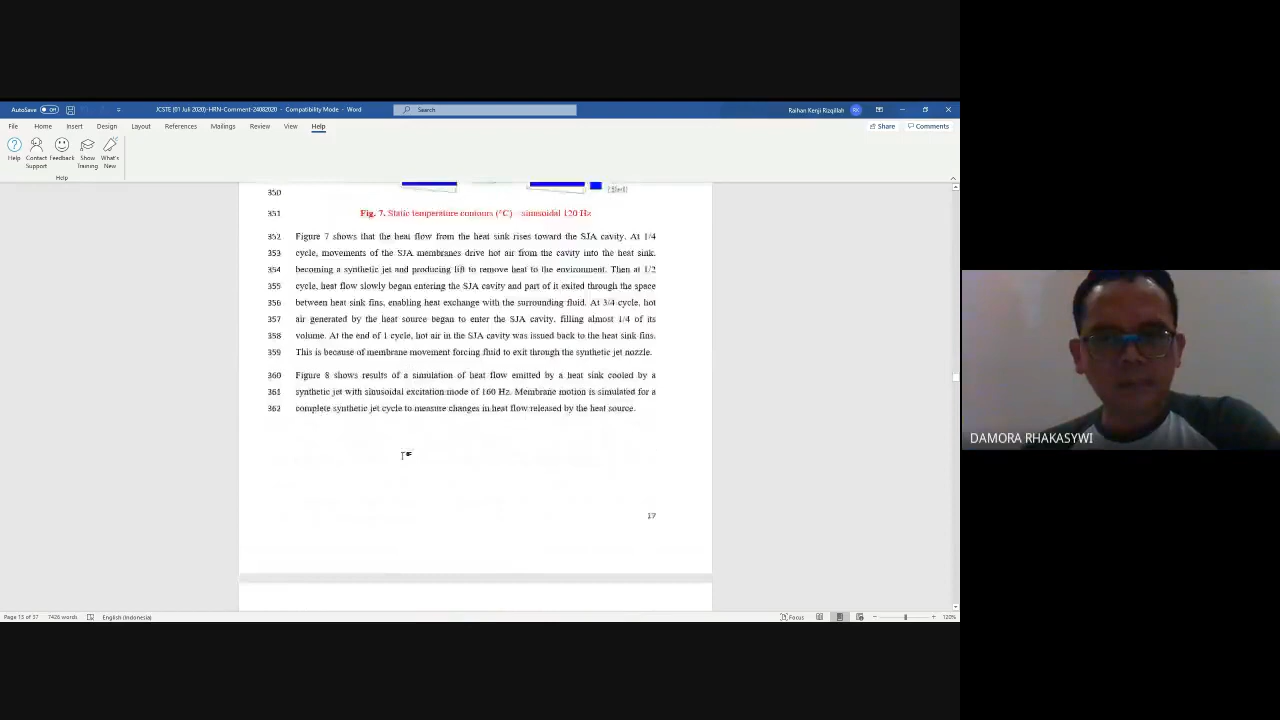 AutoSave Off JCSTE (01 Juli 2020)-HRN-Comment-24082020 - Compatibility Mode - Word Search Raihan Kenji Rizqillah RK
File Home Insert Design Layout References Mailings Review View Help Share Comments
Help Contact Support Feedback Show Training What's New
Help
350
351 Fig. 7. Static temperature contours (°C) – sinusoidal 120 Hz
352 Figure 7 shows that the heat flow from the heat sink rises toward the SJA cavity. At 1/4
353 cycle, movements of the SJA membranes drive hot air from the cavity into the heat sink,
354 becoming a synthetic jet and producing lift to remove heat to the environment. Then at 1/2
355 cycle, heat flow slowly began entering the SJA cavity and part of it exited through the space
356 between heat sink fins, enabling heat exchange with the surrounding fluid. At 3/4 cycle, hot
357 air generated by the heat source began to enter the SJA cavity, filling almost 1/4 of its
358 volume. At the end of 1 cycle, hot air in the SJA cavity was issued back to the heat sink fins.
359 This is because of membrane movement forcing fluid to exit through the synthetic jet nozzle.
360 Figure 8 shows results of a simulation of heat flow emitted by a heat sink cooled by a
361 synthetic jet with sinusoidal excitation mode of 160 Hz. Membrane motion is simulated for a
362 complete synthetic jet cycle to measure changes in heat flow released by the heat source.
17
DAMORA RHAKASYWI
Page 15 of 37 7426 words English (Indonesia) Focus 120%